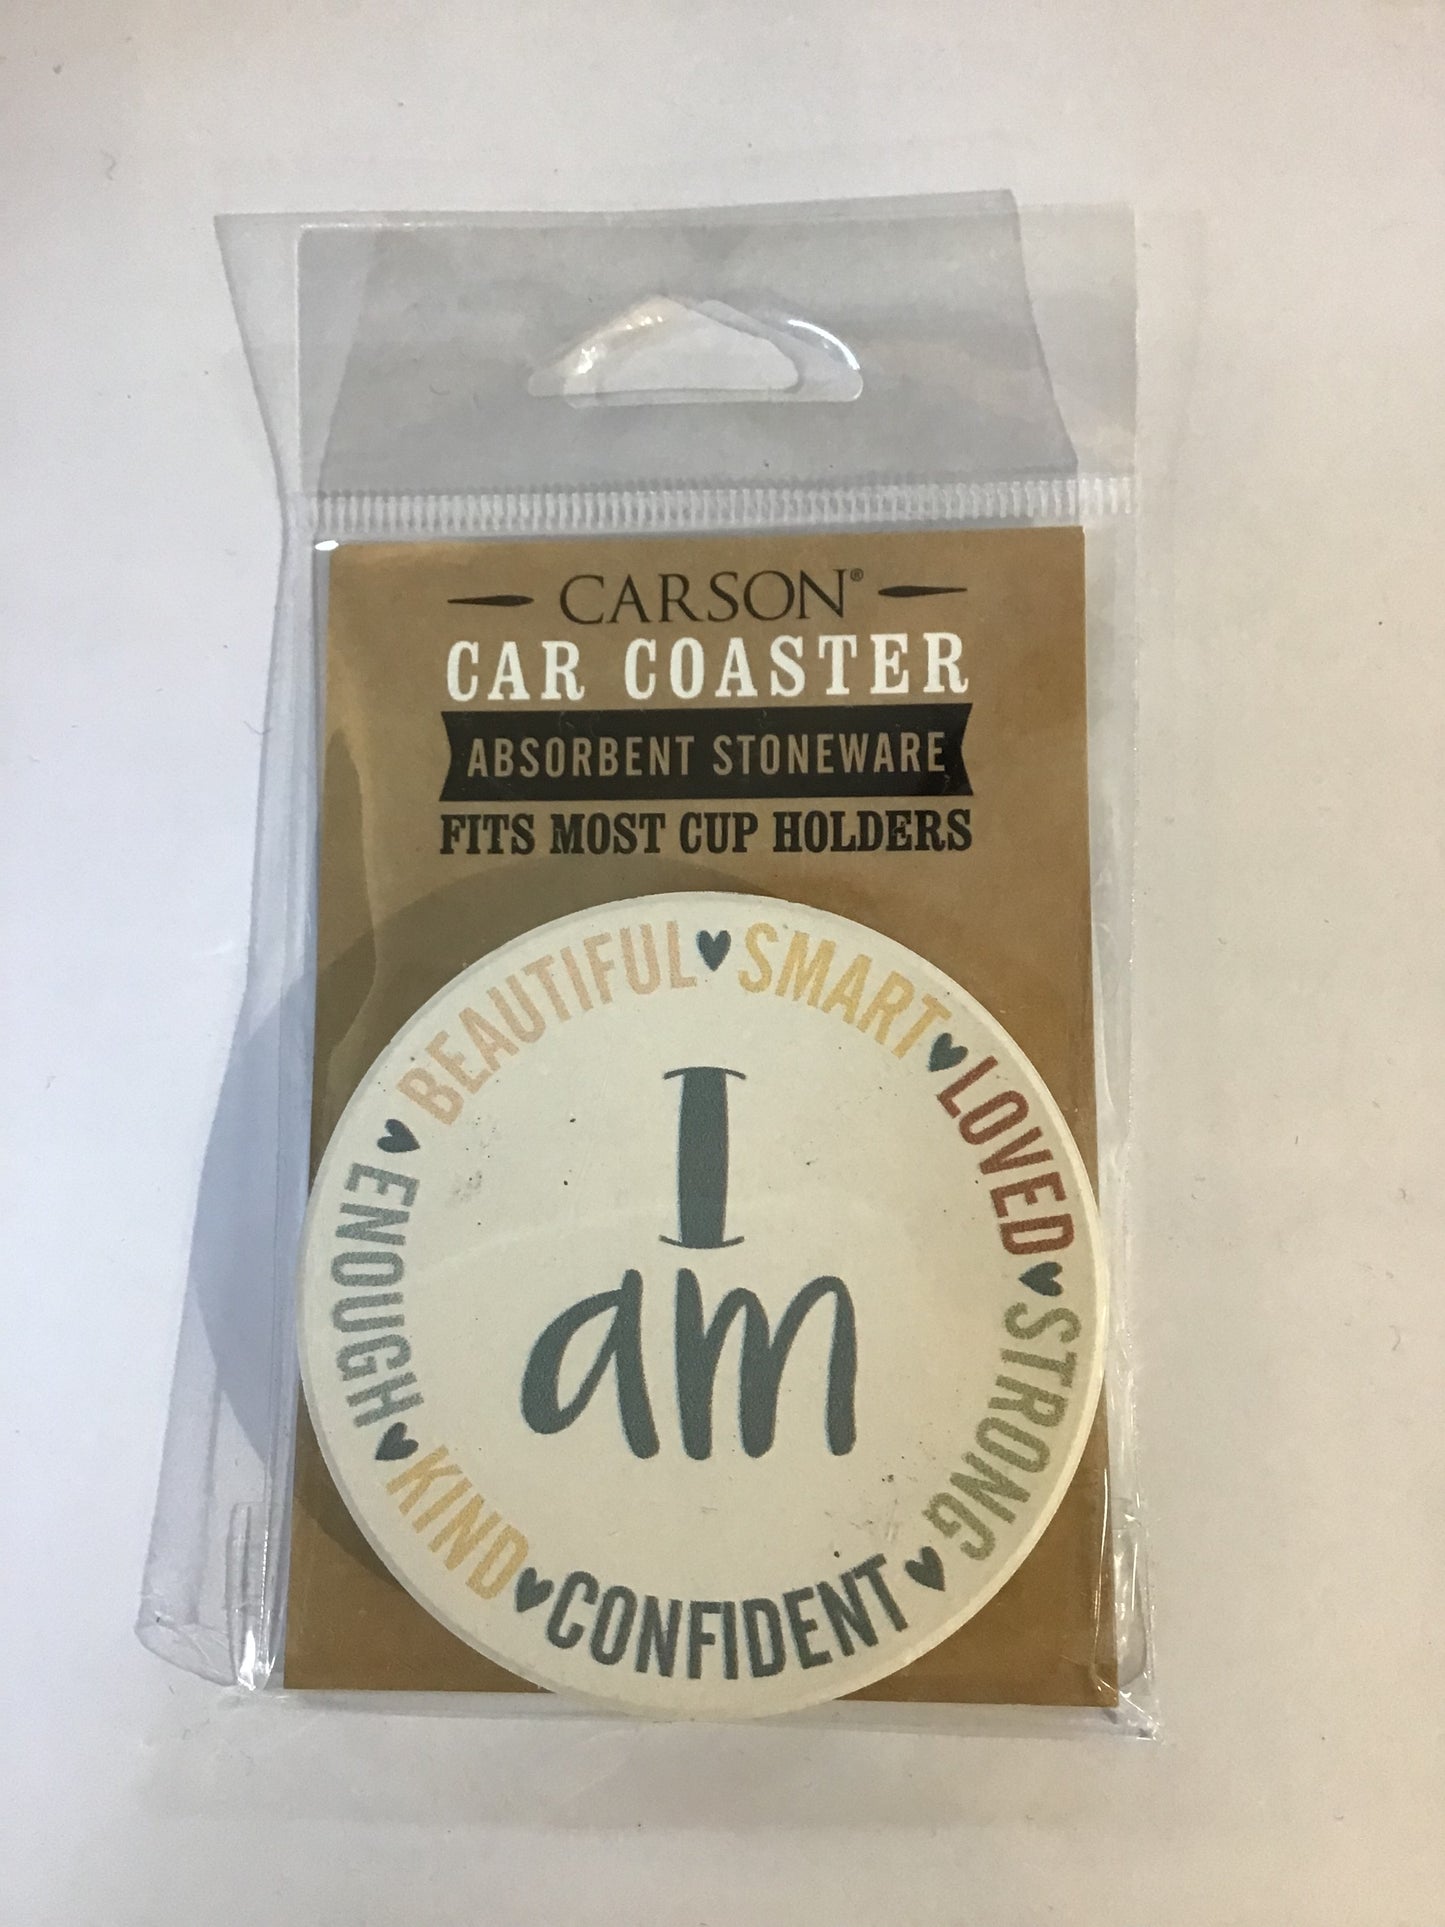 CARSON®
CAR COASTER
ABSORBENT STONEWARE
FITS MOST CUP HOLDERS
I
am
BEAUTIFUL ♥ SMART ♥ LOVED ♥ STRONG ♥ CONFIDENT ♥ KIND ♥ ENOUGH ♥